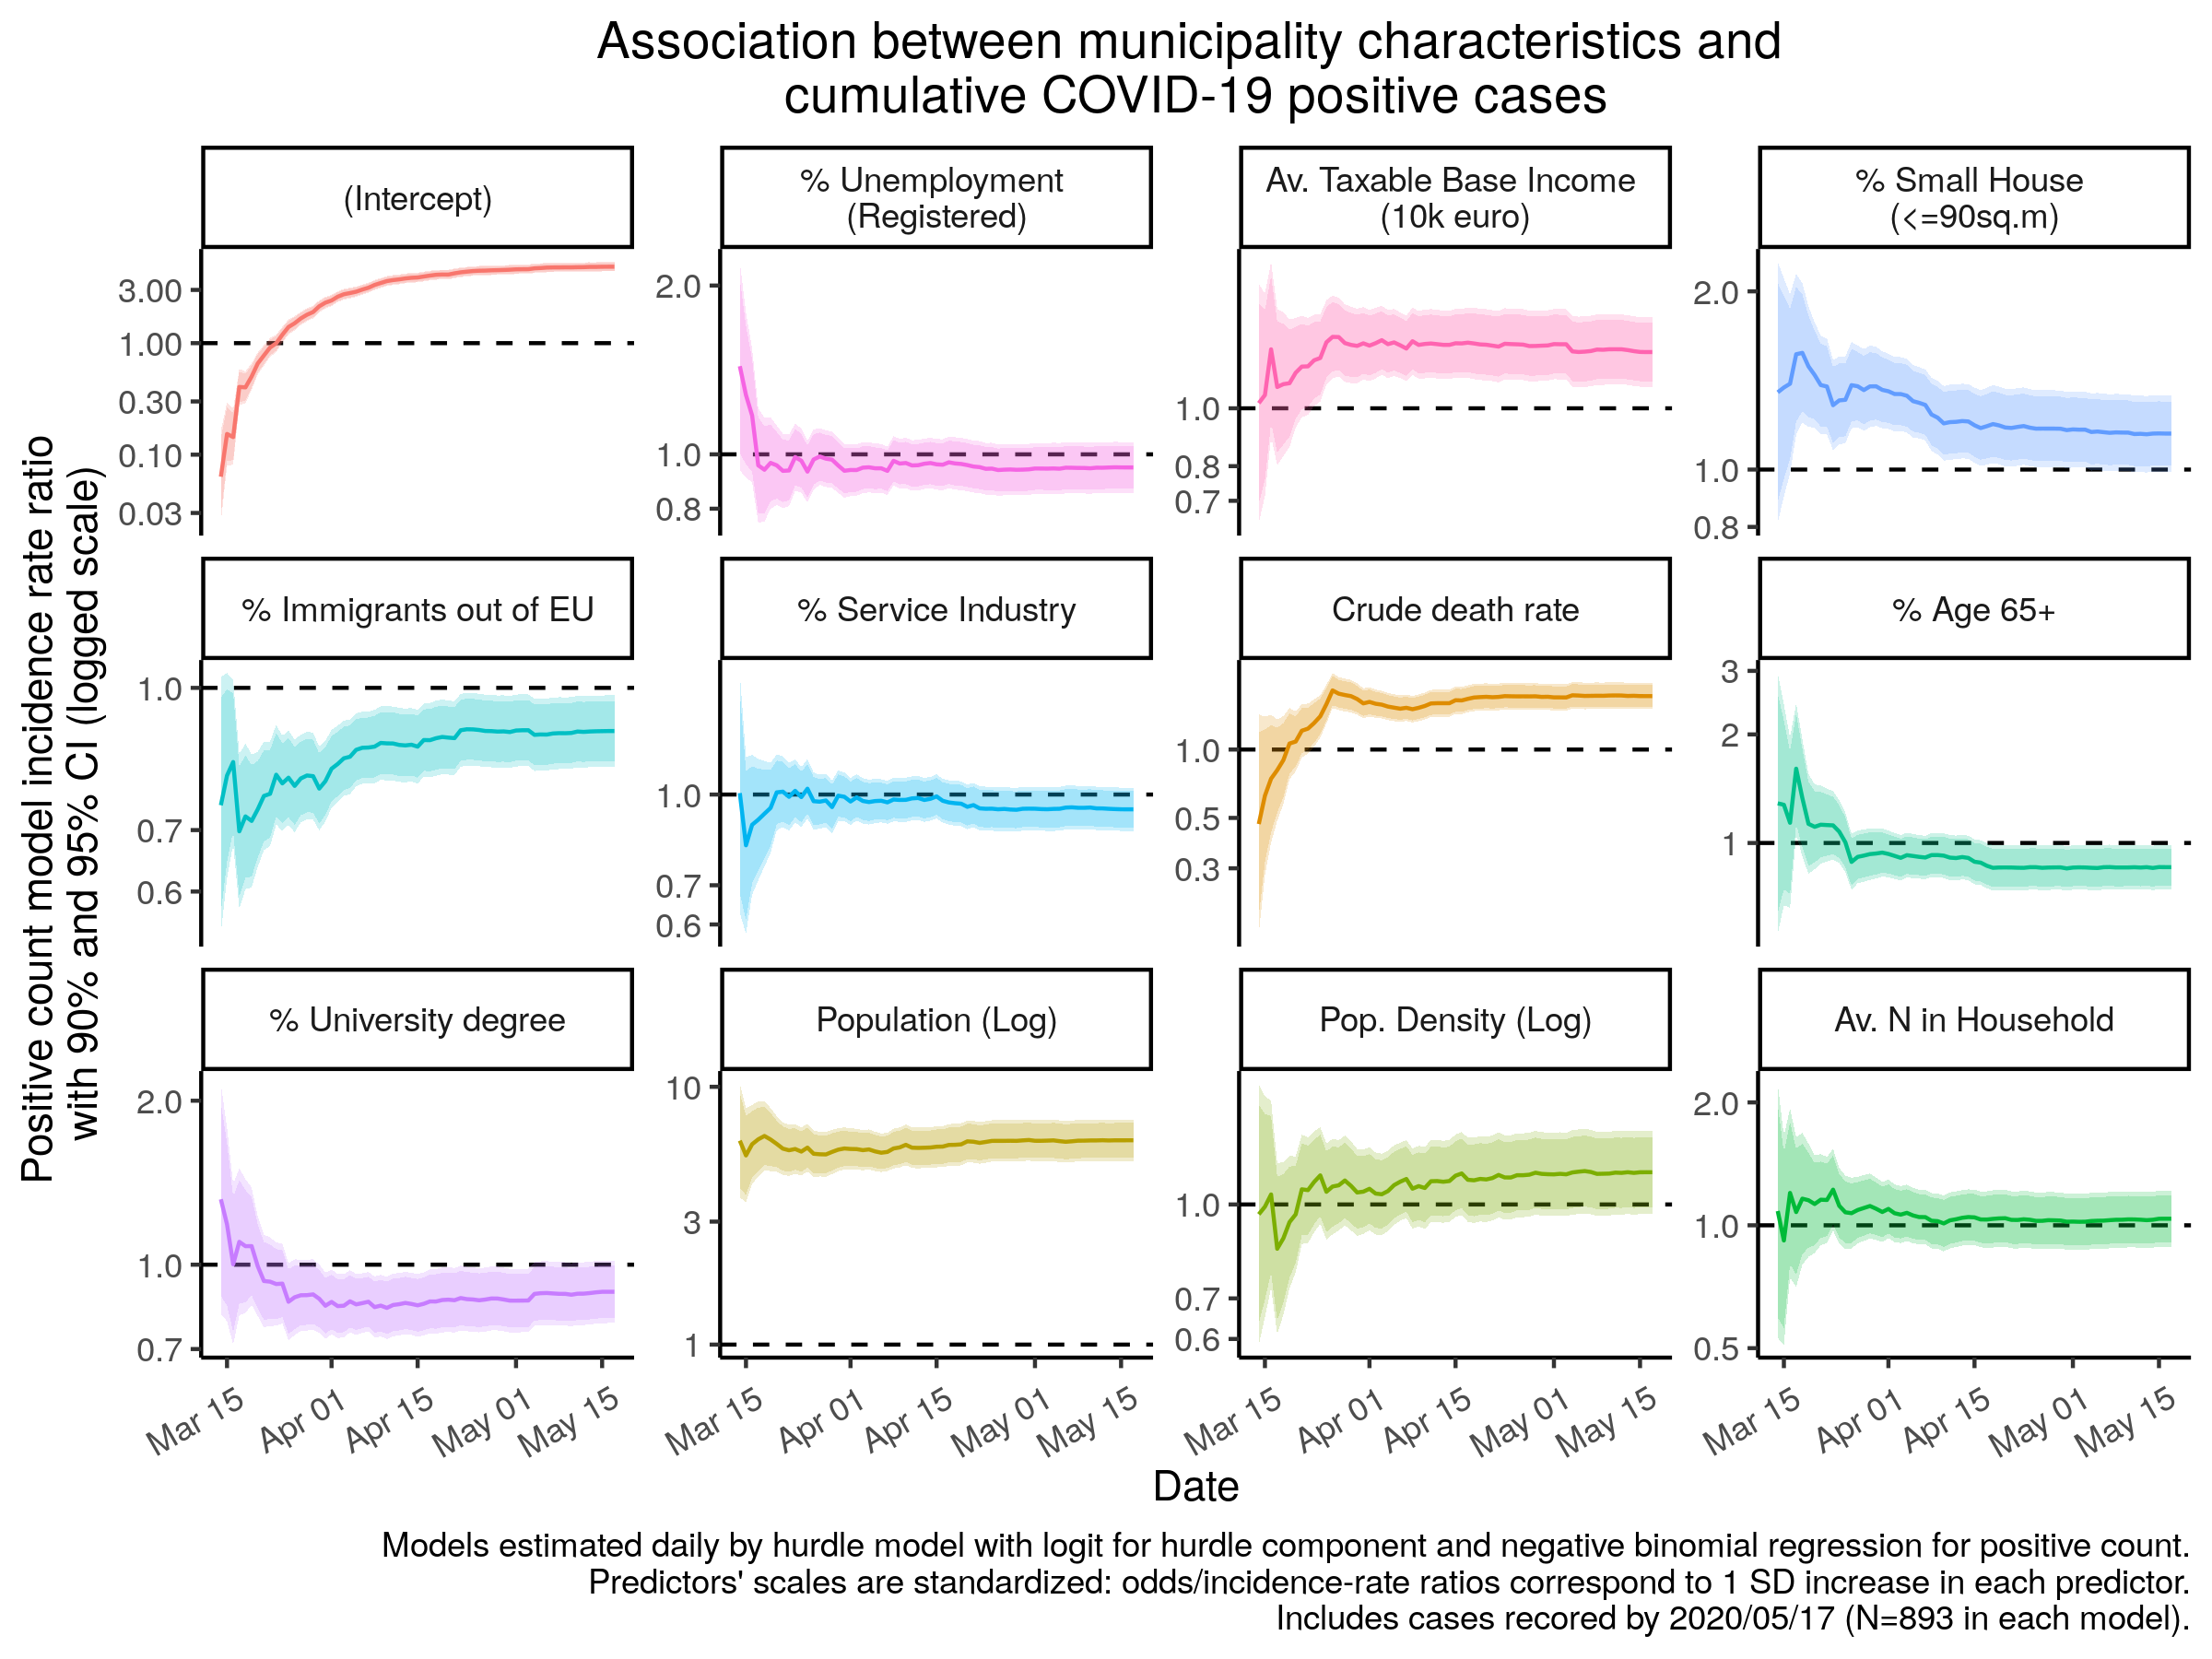 Association between municipality characteristics and
cumulative COVID-19 positive cases
Positive count model incidence rate ratio
with 90% and 95% CI (logged scale)
(Intercept)
3.00
1.00
0.30
0.10
0.03
% Unemployment
(Registered)
2.0
1.0
0.8
Av. Taxable Base Income
(10k euro)
1.0
0.8
0.7
% Small House
(<=90sq.m)
2.0
1.0
0.8
% Immigrants out of EU
1.0
0.7
0.6
% Service Industry
1.0
0.7
0.6
Crude death rate
1.0
0.5
0.3
% Age 65+
3
2
1
% University degree
2.0
1.0
0.7
Population (Log)
10
3
1
Pop. Density (Log)
1.0
0.7
0.6
Av. N in Household
2.0
1.0
0.5
Mar 15 Apr 01 Apr 15 May 01 May 15
Mar 15 Apr 01 Apr 15 May 01 May 15
Mar 15 Apr 01 Apr 15 May 01 May 15
Mar 15 Apr 01 Apr 15 May 01 May 15
Date
Models estimated daily by hurdle model with logit for hurdle component and negative binomial regression for positive count.
Predictors' scales are standardized: odds/incidence-rate ratios correspond to 1 SD increase in each predictor.
Includes cases recored by 2020/05/17 (N=893 in each model).